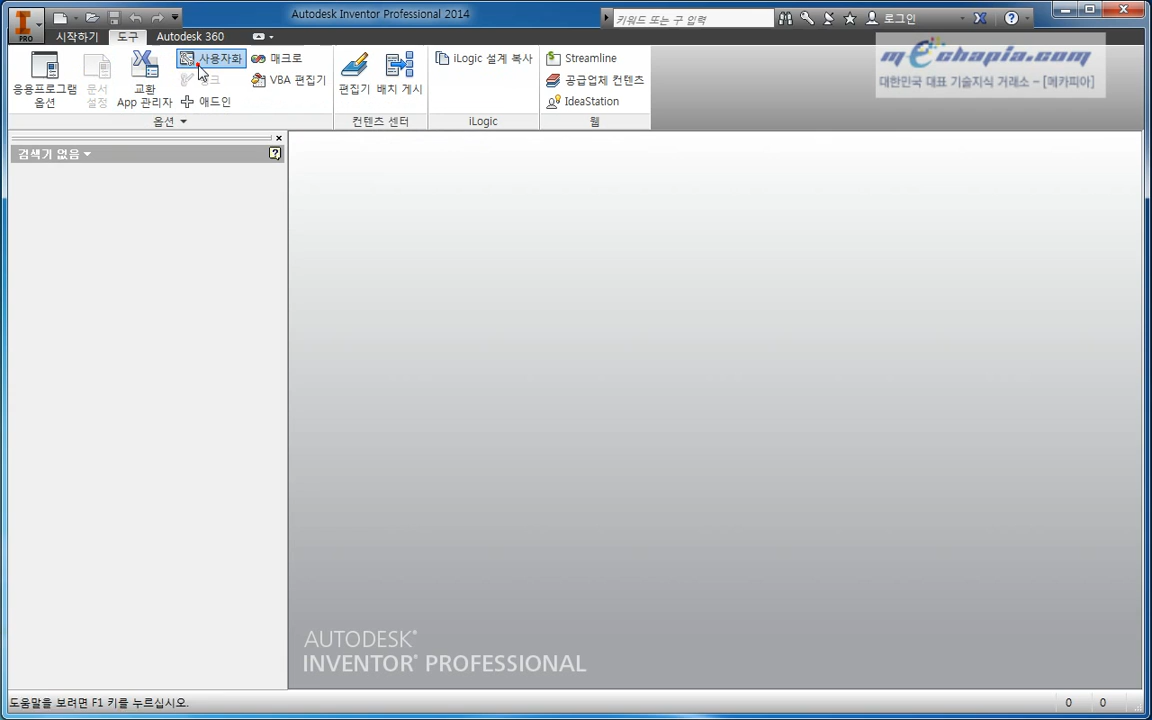 Autodesk Inventor Professional 2014
키워드 또는 구 입력
로그인
PRO
시작하기 도구 Autodesk 360
응용프로그램 옵션
문서 설정
교환 App 관리자
사용자화
애드인
매크로
VBA 편집기
옵션
편집기
배치 게시
컨텐츠 센터
iLogic 설계 복사
iLogic
Streamline
공급업체 컨텐츠
IdeaStation
웹
mechapia.com
대한민국 대표 기술지식 거래소 – [메카피아]
검색기 없음
AUTODESK®
INVENTOR® PROFESSIONAL
도움말을 보려면 F1 키를 누르십시오.
0 0